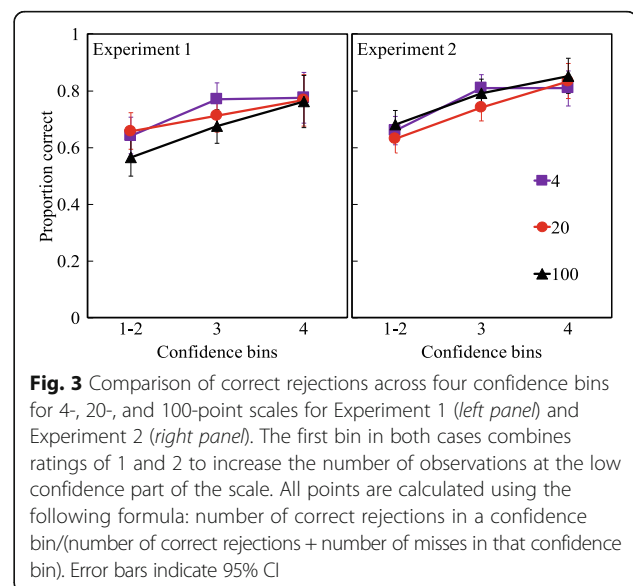 Experiment 1
Experiment 2
1
0.8
0.6
0.4
0.2
0
Proportion correct
4
20
100
1-2
3
4
1-2
3
4
Confidence bins
Confidence bins
Fig. 3 Comparison of correct rejections across four confidence bins
for 4-, 20-, and 100-point scales for Experiment 1 (left panel) and
Experiment 2 (right panel). The first bin in both cases combines
ratings of 1 and 2 to increase the number of observations at the low
confidence part of the scale. All points are calculated using the
following formula: number of correct rejections in a confidence
bin/(number of correct rejections + number of misses in that confidence
bin). Error bars indicate 95% CI